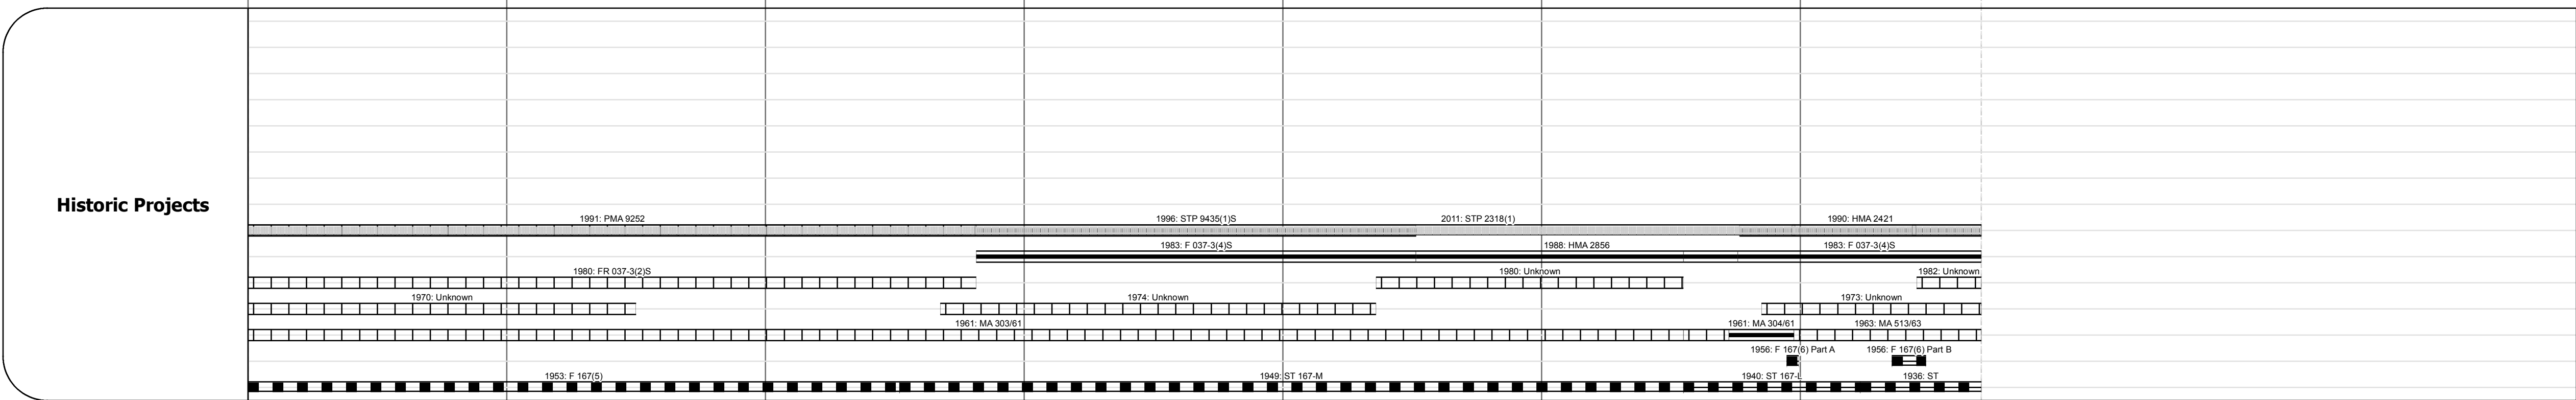 Historic Projects
1991: PMA 9252 1996: STP 9435(1)S 2011: STP 2318(1) 1990: HMA 2421
1983: F 037-3(4)S 1988: HMA 2856 1983: F 037-3(4)S
1980: FR 037-3(2)S 1980: Unknown 1982: Unknown
1970: Unknown 1974: Unknown 1973: Unknown
1961: MA 303/61 1961: MA 304/61 1963: MA 513/63
1956: F 167(6) Part A 1956: F 167(6) Part B
1953: F 167(5) 1949: ST 167-M 1940: ST 167-L 1936: ST